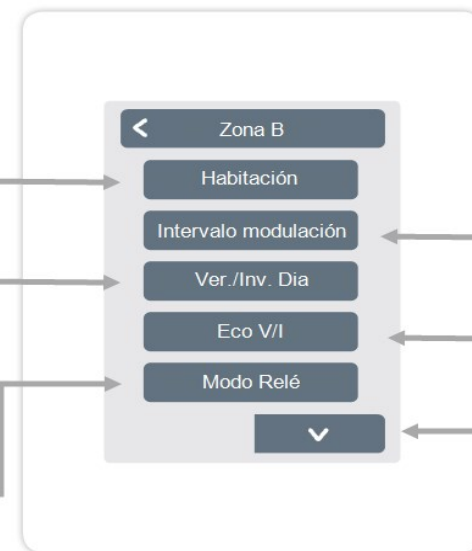 Zona B
Habitación
Intervalo modulación
Ver./Inv. Dia
Eco V/I
Modo Relé